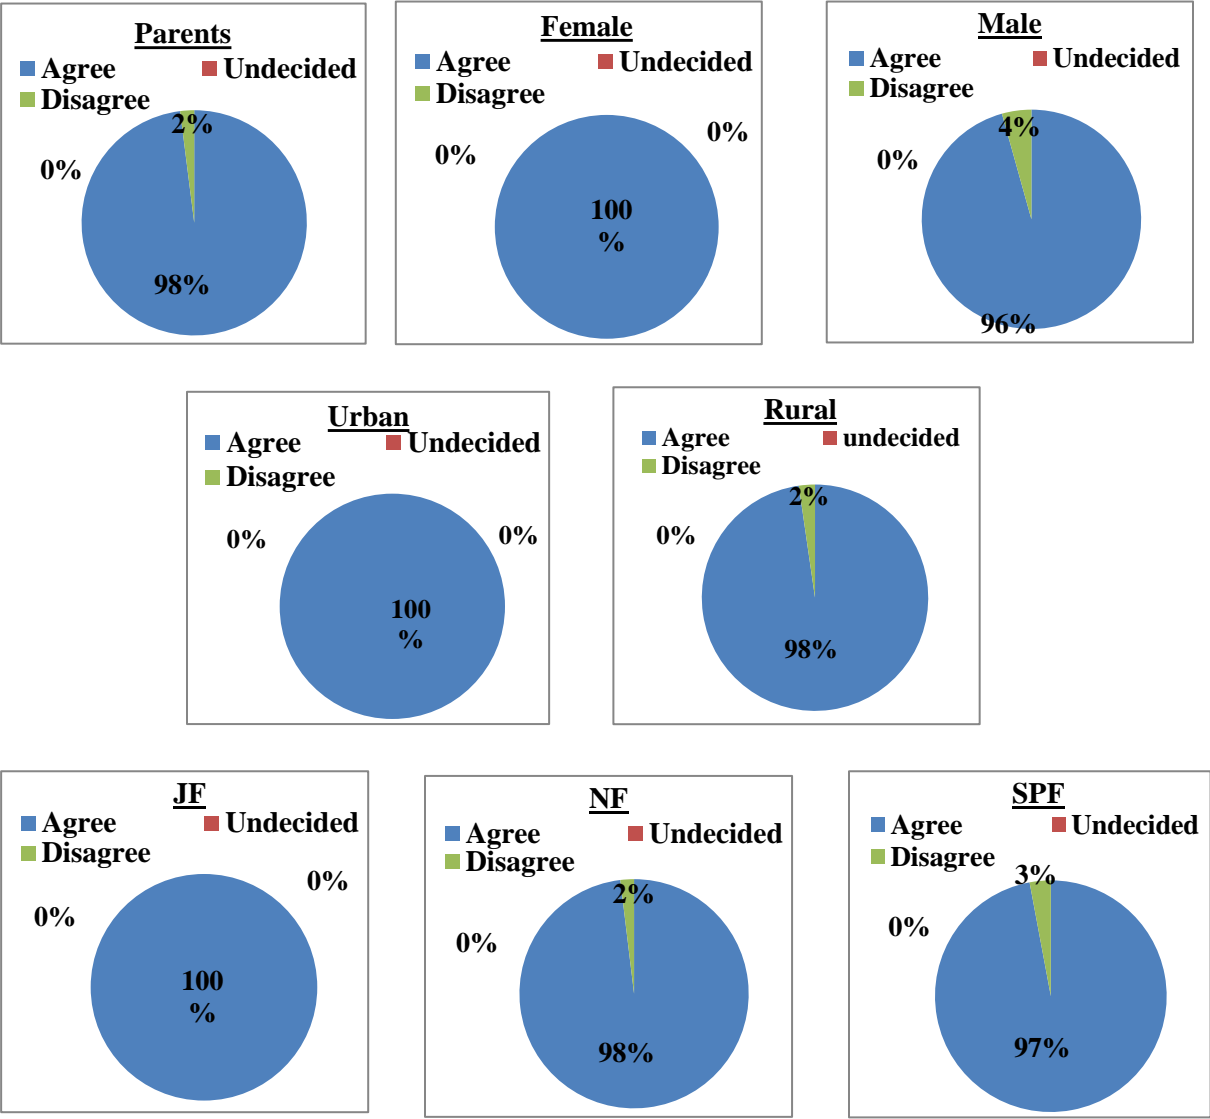 Parents
Agree Undecided
Disagree
2%
0%
98%
Female
Agree Undecided
Disagree
0%
0%
100
%
Male
Agree Undecided
Disagree
4%
0%
96%
Urban
Agree Undecided
Disagree
0%
0%
100
%
Rural
Agree undecided
Disagree
2%
0%
98%
JF
Agree Undecided
Disagree
0%
0%
100
%
NF
Agree Undecided
Disagree
2%
0%
98%
SPF
Agree Undecided
Disagree
3%
0%
97%